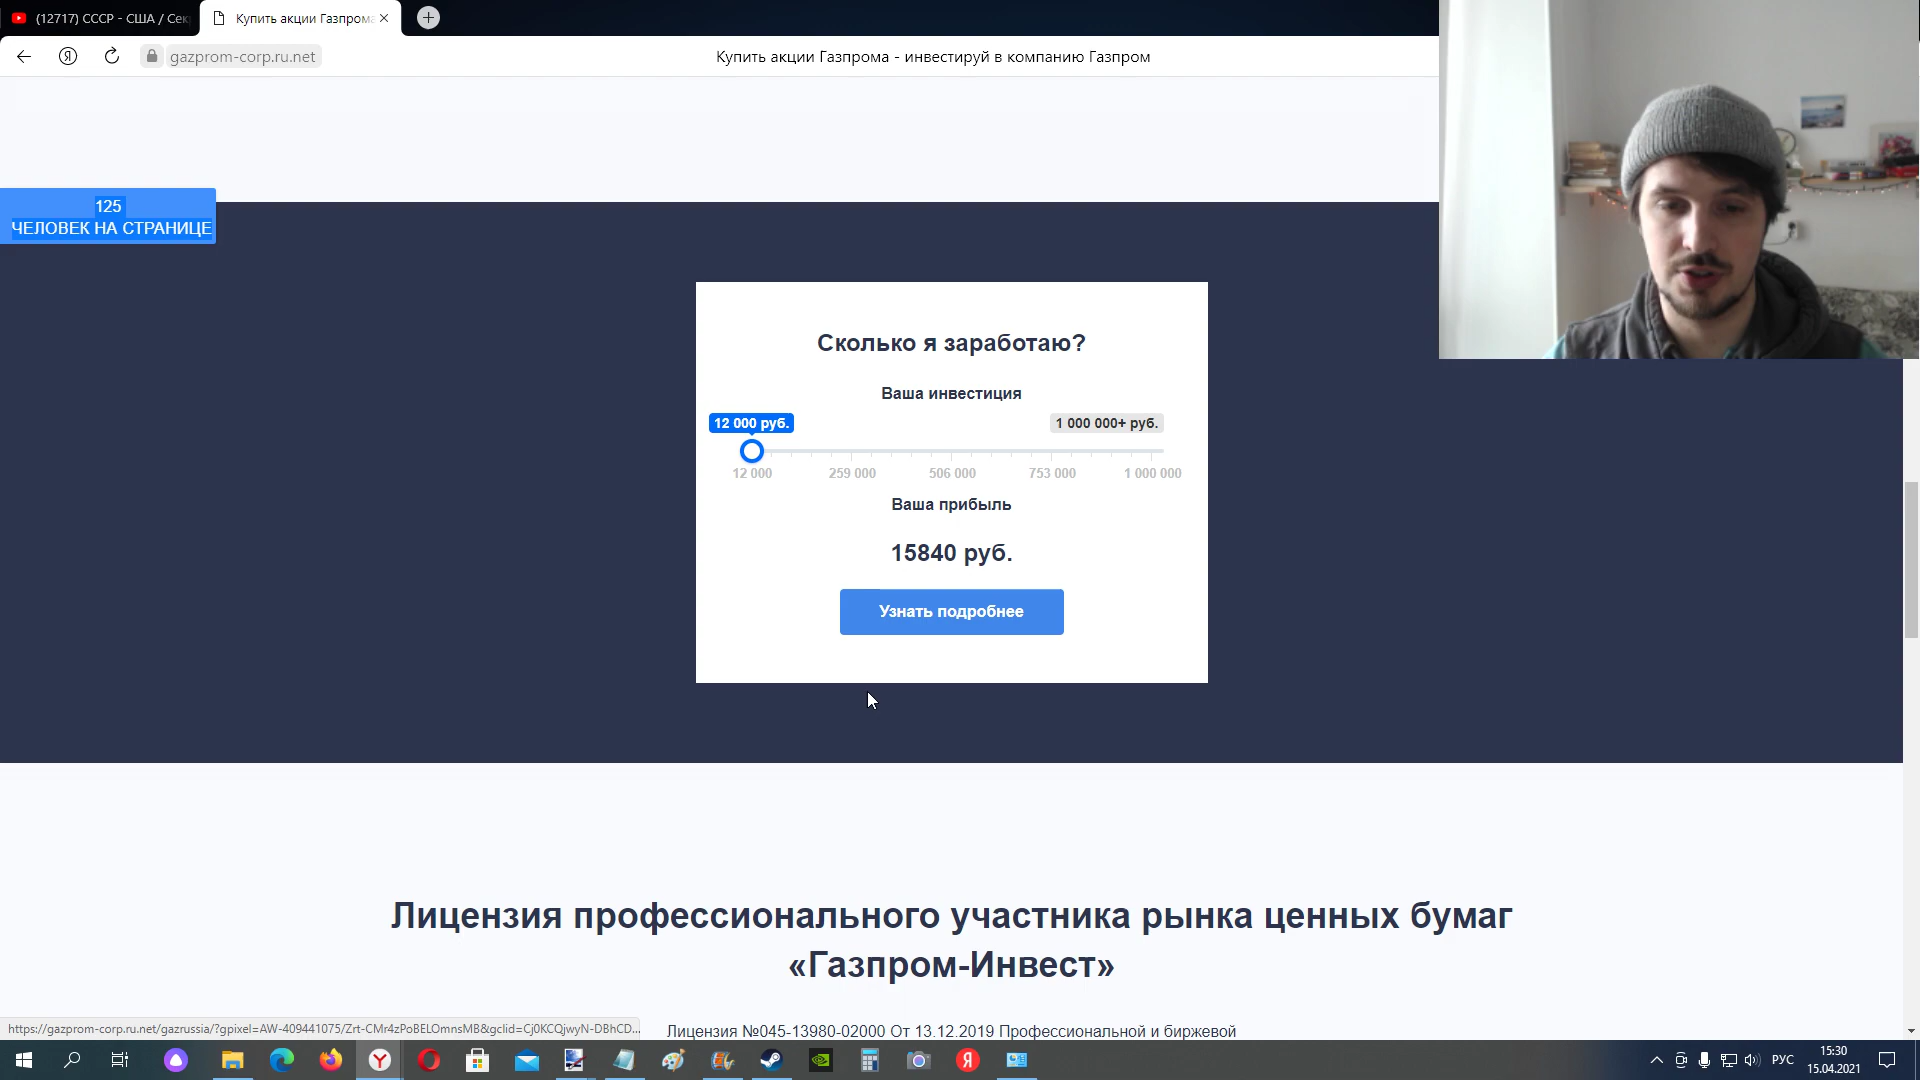 (12717) СССР - США / Сек
Купить акции Газпрома
gazprom-corp.ru.net
Купить акции Газпрома - инвестируй в компанию Газпром
125
ЧЕЛОВЕК НА СТРАНИЦЕ
Сколько я заработаю?
Ваша инвестиция
12 000 руб.
1 000 000+ руб.
12 000 259 000 506 000 753 000 1 000 000
Ваша прибыль
15840 руб.
Узнать подробнее
Лицензия профессионального участника рынка ценных бумаг
«Газпром-Инвест»
https://gazprom-corp.ru.net/gazrussia/?gpixel=AW-409441075/Zrt-CMr4zPoBELOmnsMB&gclid=Cj0KCQjwyN-DBhCD...
Лицензия №045-13980-02000 От 13.12.2019 Профессиональной и биржевой
РУС
15:30
15.04.2021